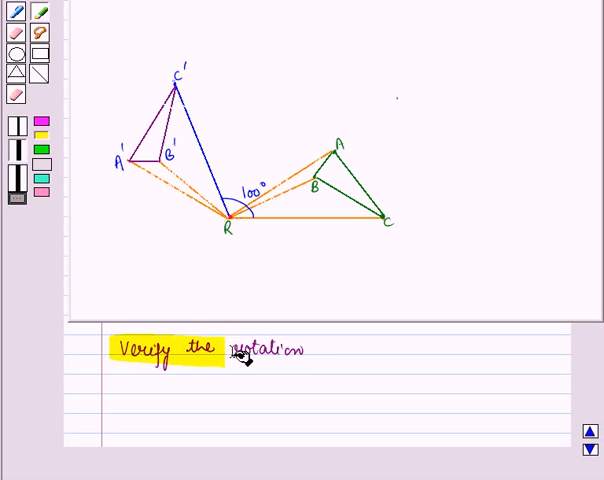 C'
A'
B'
A
100°
B
R
C
Verify the rotation